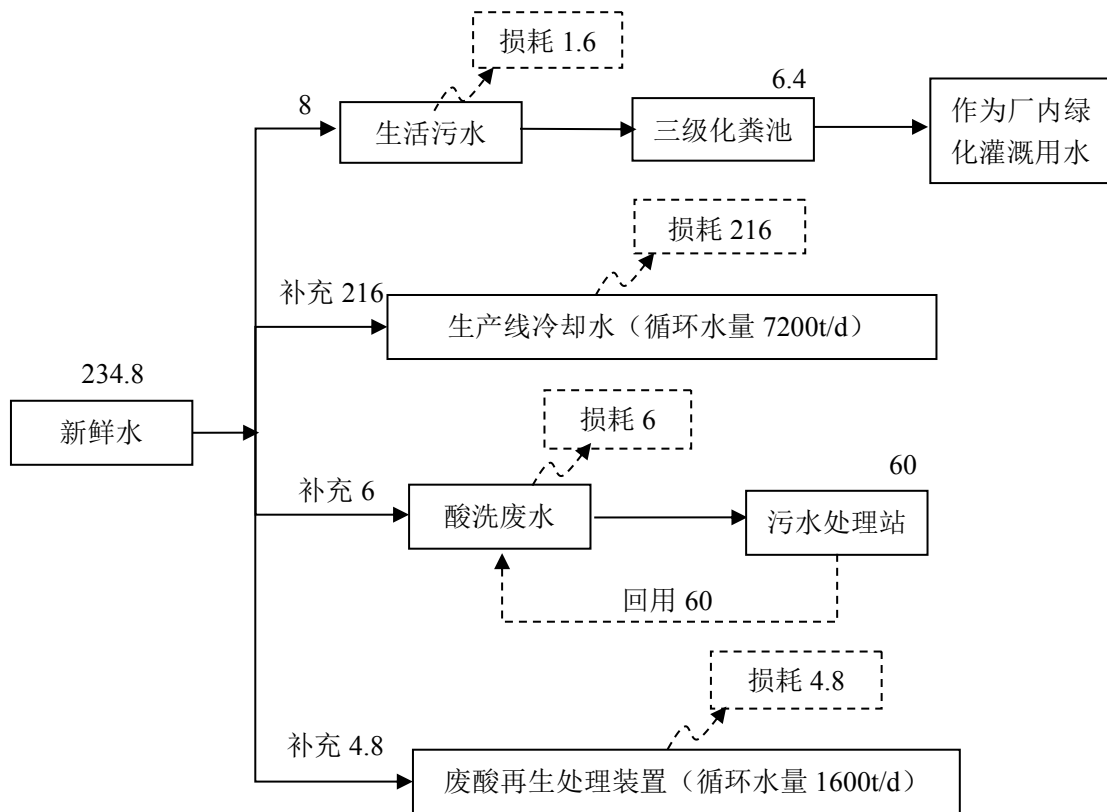 损耗 1.6
8
6.4
生活污水
三级化粪池
作为厂内绿
化灌溉用水
损耗 216
补充 216
生产线冷却水（循环水量 7200t/d）
234.8
新鲜水
损耗 6
补充 6
60
酸洗废水
污水处理站
回用 60
损耗 4.8
补充 4.8
废酸再生处理装置（循环水量 1600t/d）